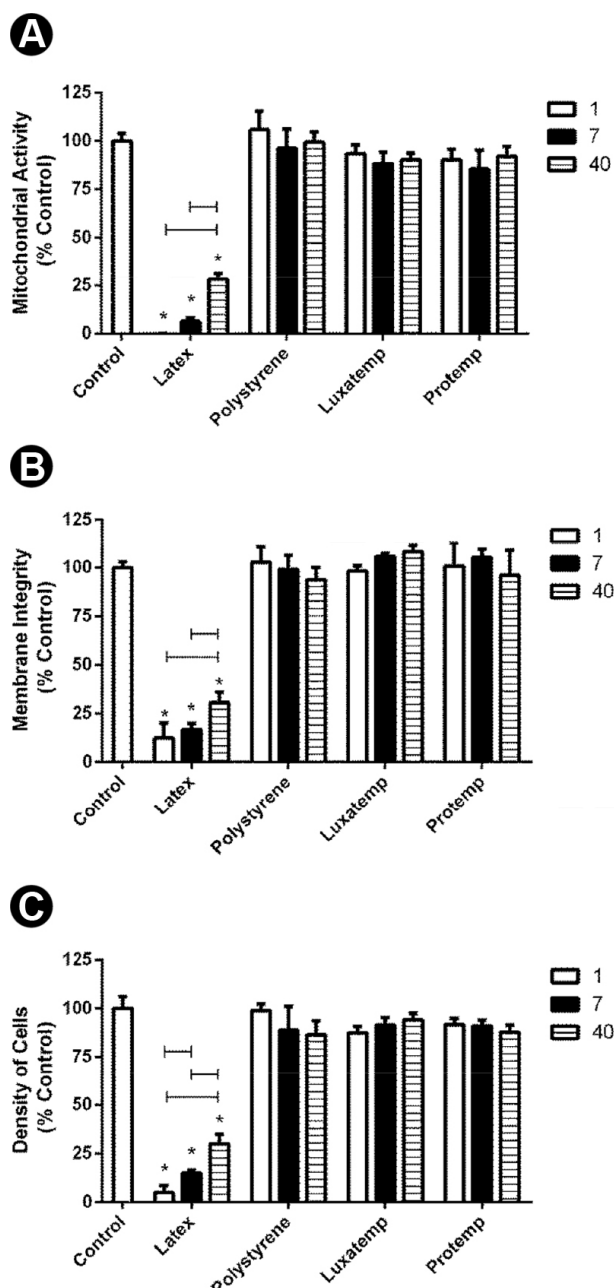 A
Mitochondrial Activity
(% Control)
125
100
75
50
25
0
* * *
Control
Latex
Polystyrene
Luxatemp
Protemp
1
7
40
B
Membrane Integrity
(% Control)
125
100
75
50
25
0
* * *
Control
Latex
Polystyrene
Luxatemp
Protemp
1
7
40
C
Density of Cells
(% Control)
125
100
75
50
25
0
* * *
Control
Latex
Polystyrene
Luxatemp
Protemp
1
7
40